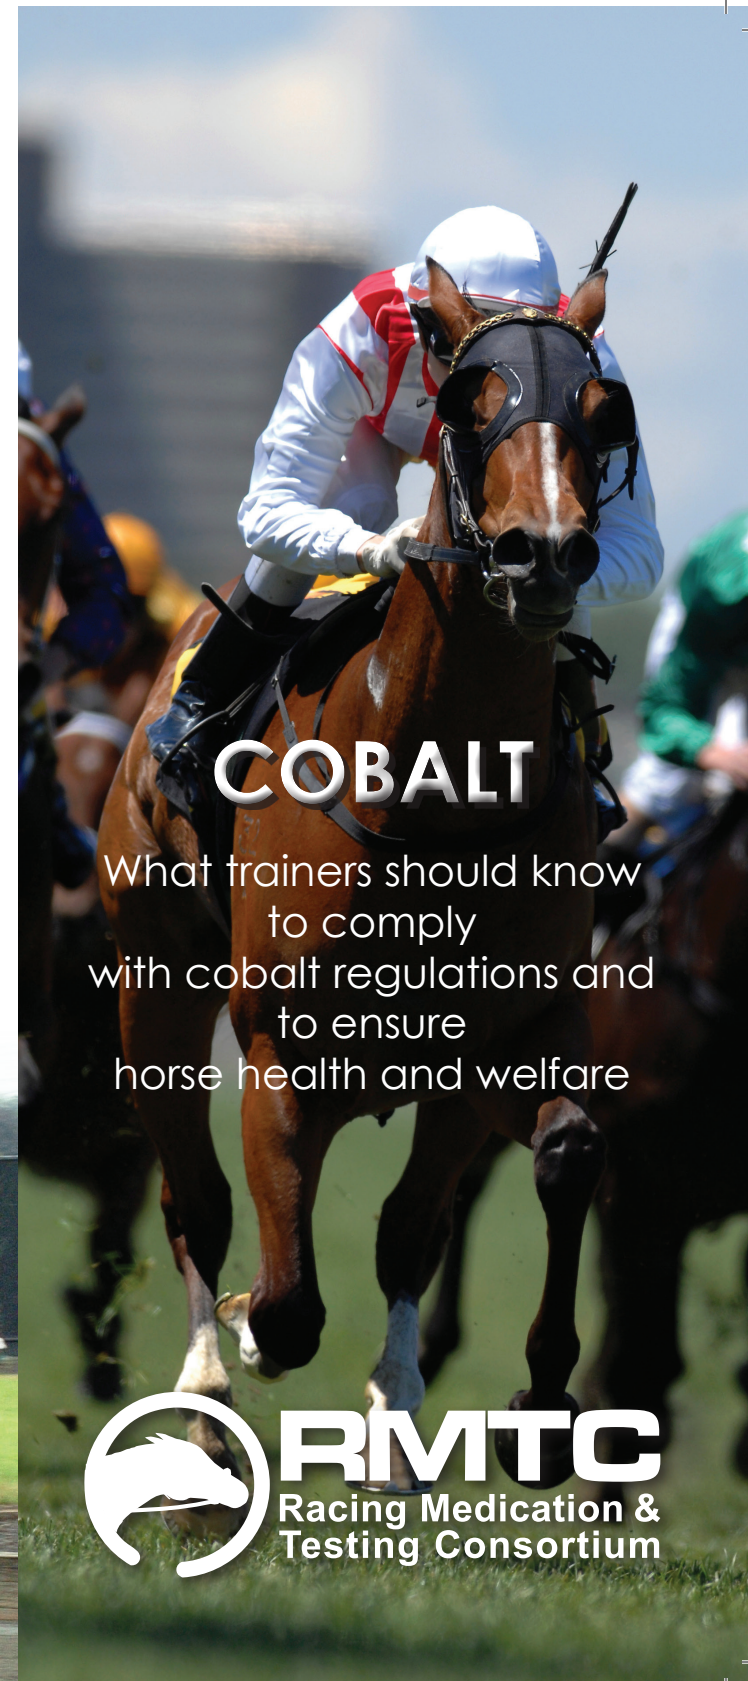 COBALT
What trainers should know
to comply
with cobalt regulations and
to ensure
horse health and welfare
RMTC
Racing Medication &
Testing Consortium